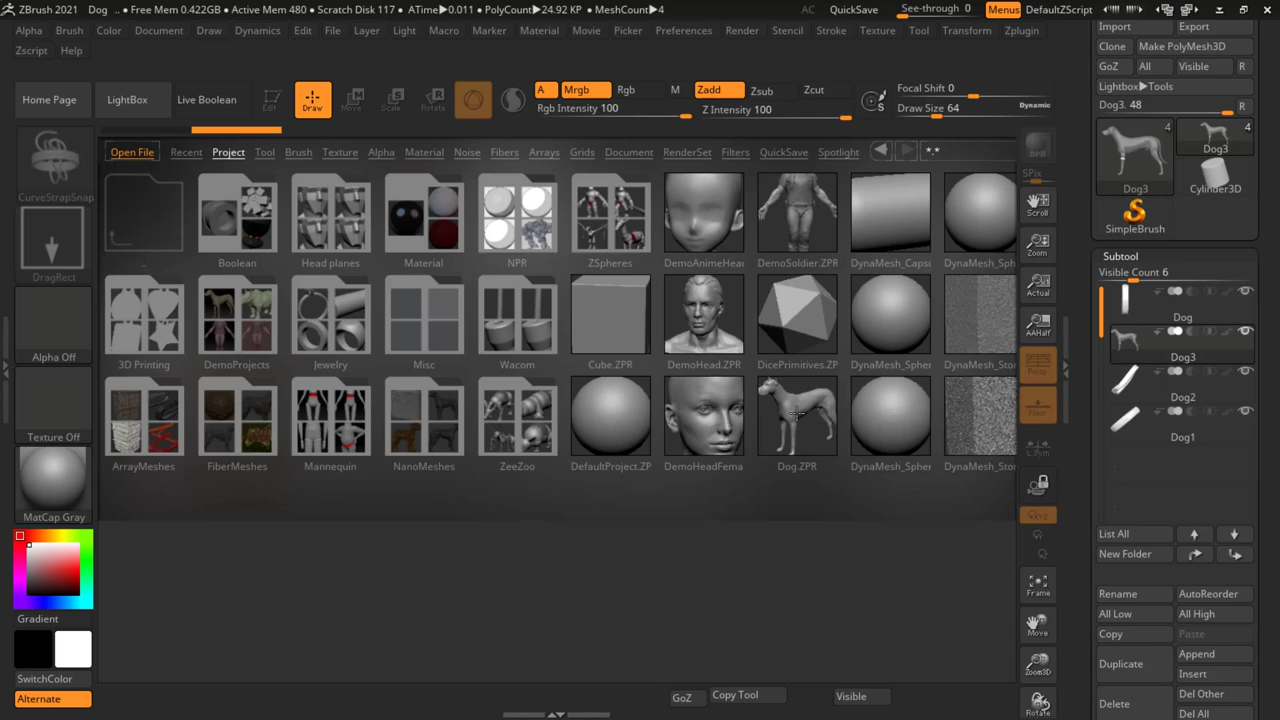 ZBrush 2021 Dog .. • Free Mem 0.422GB • Active Mem 480 • Scratch Disk 117 • ATime▶0.011 • PolyCount▶24.92 KP • MeshCount▶4 AC QuickSave See-through 0 Menus DefaultZScript
Alpha Brush Color Document Draw Dynamics Edit File Layer Light Macro Marker Material Movie Picker Preferences Render Stencil Stroke Texture Tool Transform Zplugin
Zscript Help
Import Export
Clone Make PolyMesh3D
GoZ All Visible R
Lightbox▶Tools
Dog3. 48 R
4 4
Dog3 Dog3
Cylinder3D
SimpleBrush
Home Page LightBox Live Boolean Edit Draw Move Scale Rotate
A Mrgb Rgb M Zadd Zsub Zcut
Rgb Intensity 100 Z Intensity 100
Focal Shift 0
S Draw Size 64 Dynamic
Open File Recent Project Tool Brush Texture Alpha Material Noise Fibers Arrays Grids Document RenderSet Filters QuickSave Spotlight *.*
CurveStrapSnap
DragRect
Alpha Off
Texture Off
MatCap Gray
Gradient
SwitchColor
Alternate
Boolean Head planes Material NPR ZSpheres DemoAnimeHea DemoSoldier.ZPR DynaMesh_Capsu DynaMesh_Spher
3D Printing DemoProjects Jewelry Misc Wacom Cube.ZPR DemoHead.ZPR DicePrimitives.Z DynaMesh_Spher DynaMesh_Stor
ArrayMeshes FiberMeshes Mannequin NanoMeshes ZeeZoo DefaultProject.ZP DemoHeadFema Dog.ZPR DynaMesh_Spher DynaMesh_Stor
BPR
SPix
Scroll
Zoom
Actual
AAHalf
Persp
Floor
L.Sym
XYZ
Frame
Move
Zoom3D
Rotate
Subtool
Visible Count 6
Dog
Dog3
Dog2
Dog1
List All
New Folder
Rename AutoReorder
All Low All High
Copy Paste
Duplicate Append
Insert
Delete Del Other
Del All
GoZ Copy Tool Visible